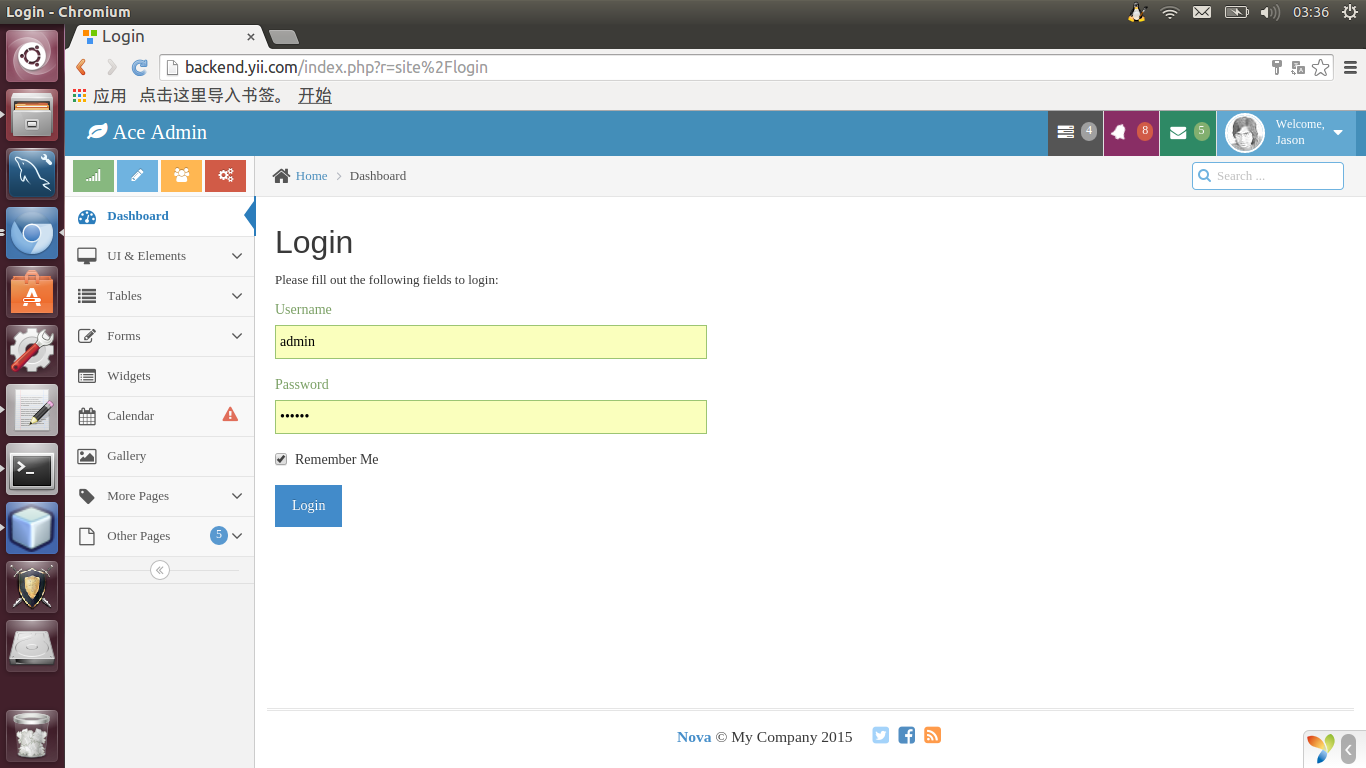 Login - Chromium
03:36
Login
backend.yii.com/index.php?r=site%2Flogin
应用 点击这里导入书签。 开始
Ace Admin
4
8
5
Welcome,
Jason
Home
Dashboard
Search ...
Dashboard
UI & Elements
Tables
Forms
Widgets
Calendar
Gallery
More Pages
Other Pages 5
Login
Please fill out the following fields to login:
Username
admin
Password
••••••
Remember Me
Login
Nova © My Company 2015